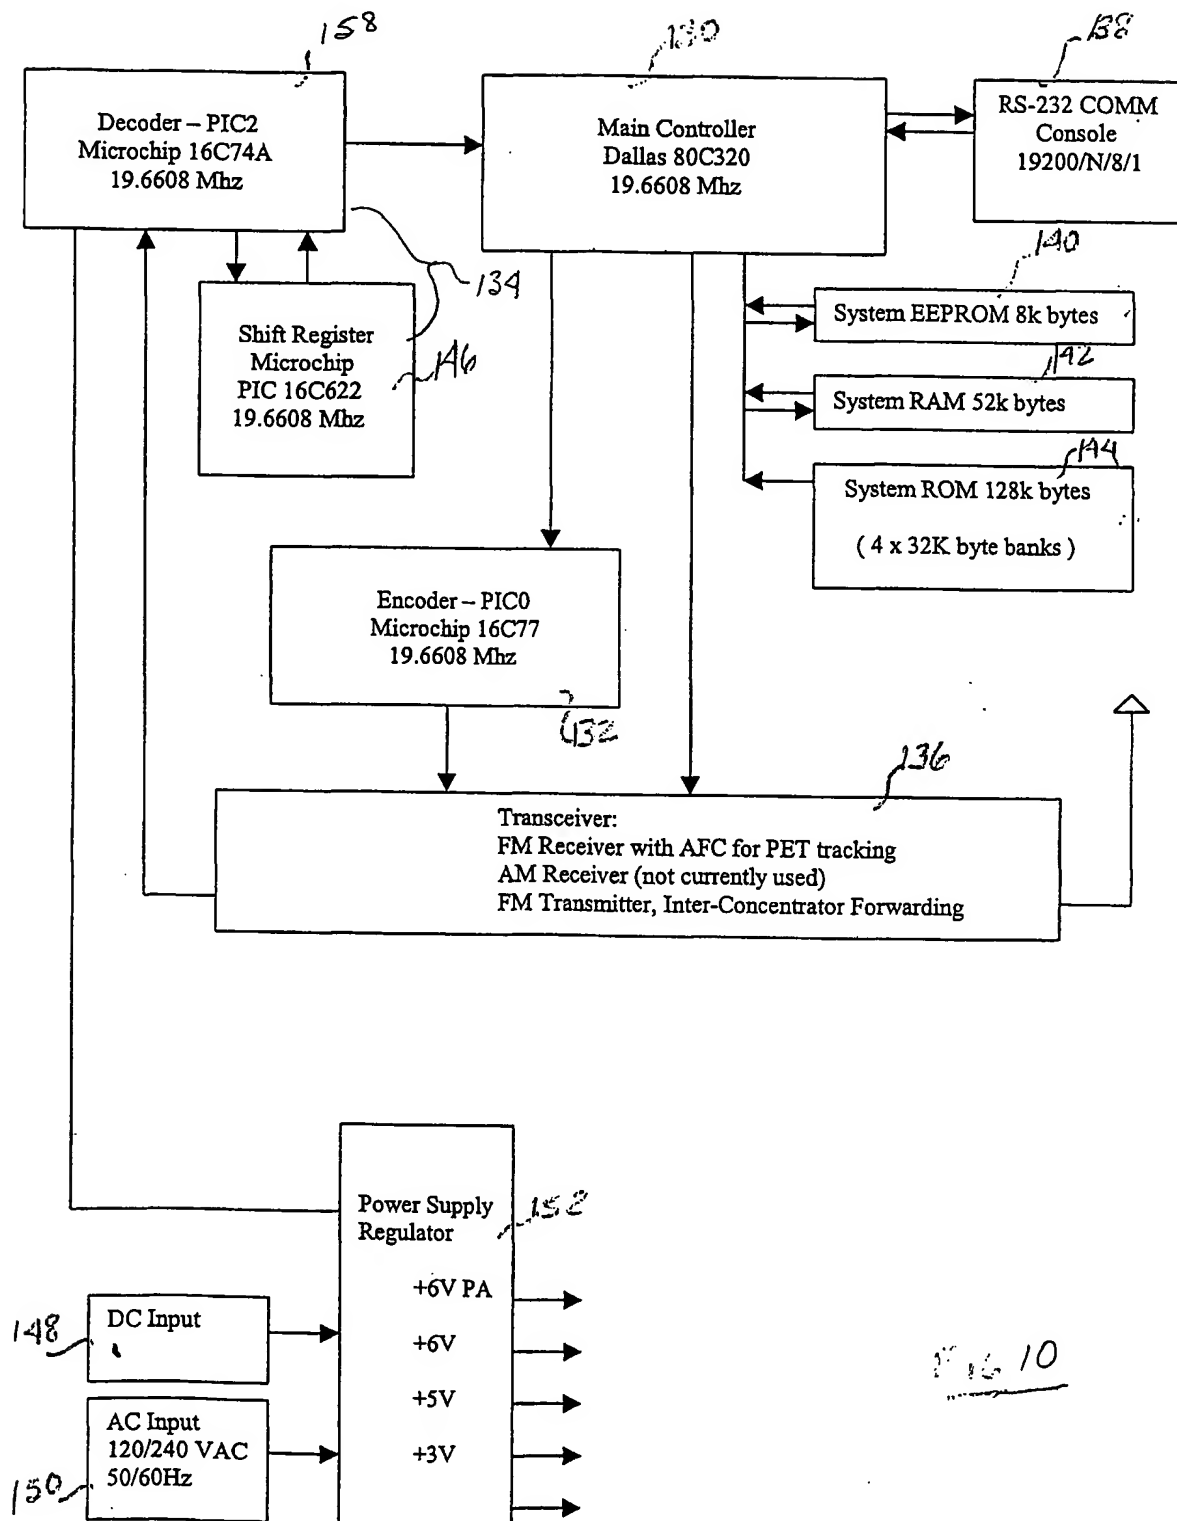 158
130
138
Decoder – PIC2
Microchip 16C74A
19.6608 Mhz
Main Controller
Dallas 80C320
19.6608 Mhz
RS-232 COMM
Console
19200/N/8/1
134
140
System EEPROM 8k bytes
Shift Register
Microchip
PIC 16C622
19.6608 Mhz
146
142
System RAM 52k bytes
144
System ROM 128k bytes
( 4 x 32K byte banks )
Encoder – PIC0
Microchip 16C77
19.6608 Mhz
132
136
Transceiver:
FM Receiver with AFC for PET tracking
AM Receiver (not currently used)
FM Transmitter, Inter-Concentrator Forwarding
Power Supply
Regulator
152
+6V PA
+6V
+5V
+3V
148
DC Input
150
AC Input
120/240 VAC
50/60Hz
FIG 10